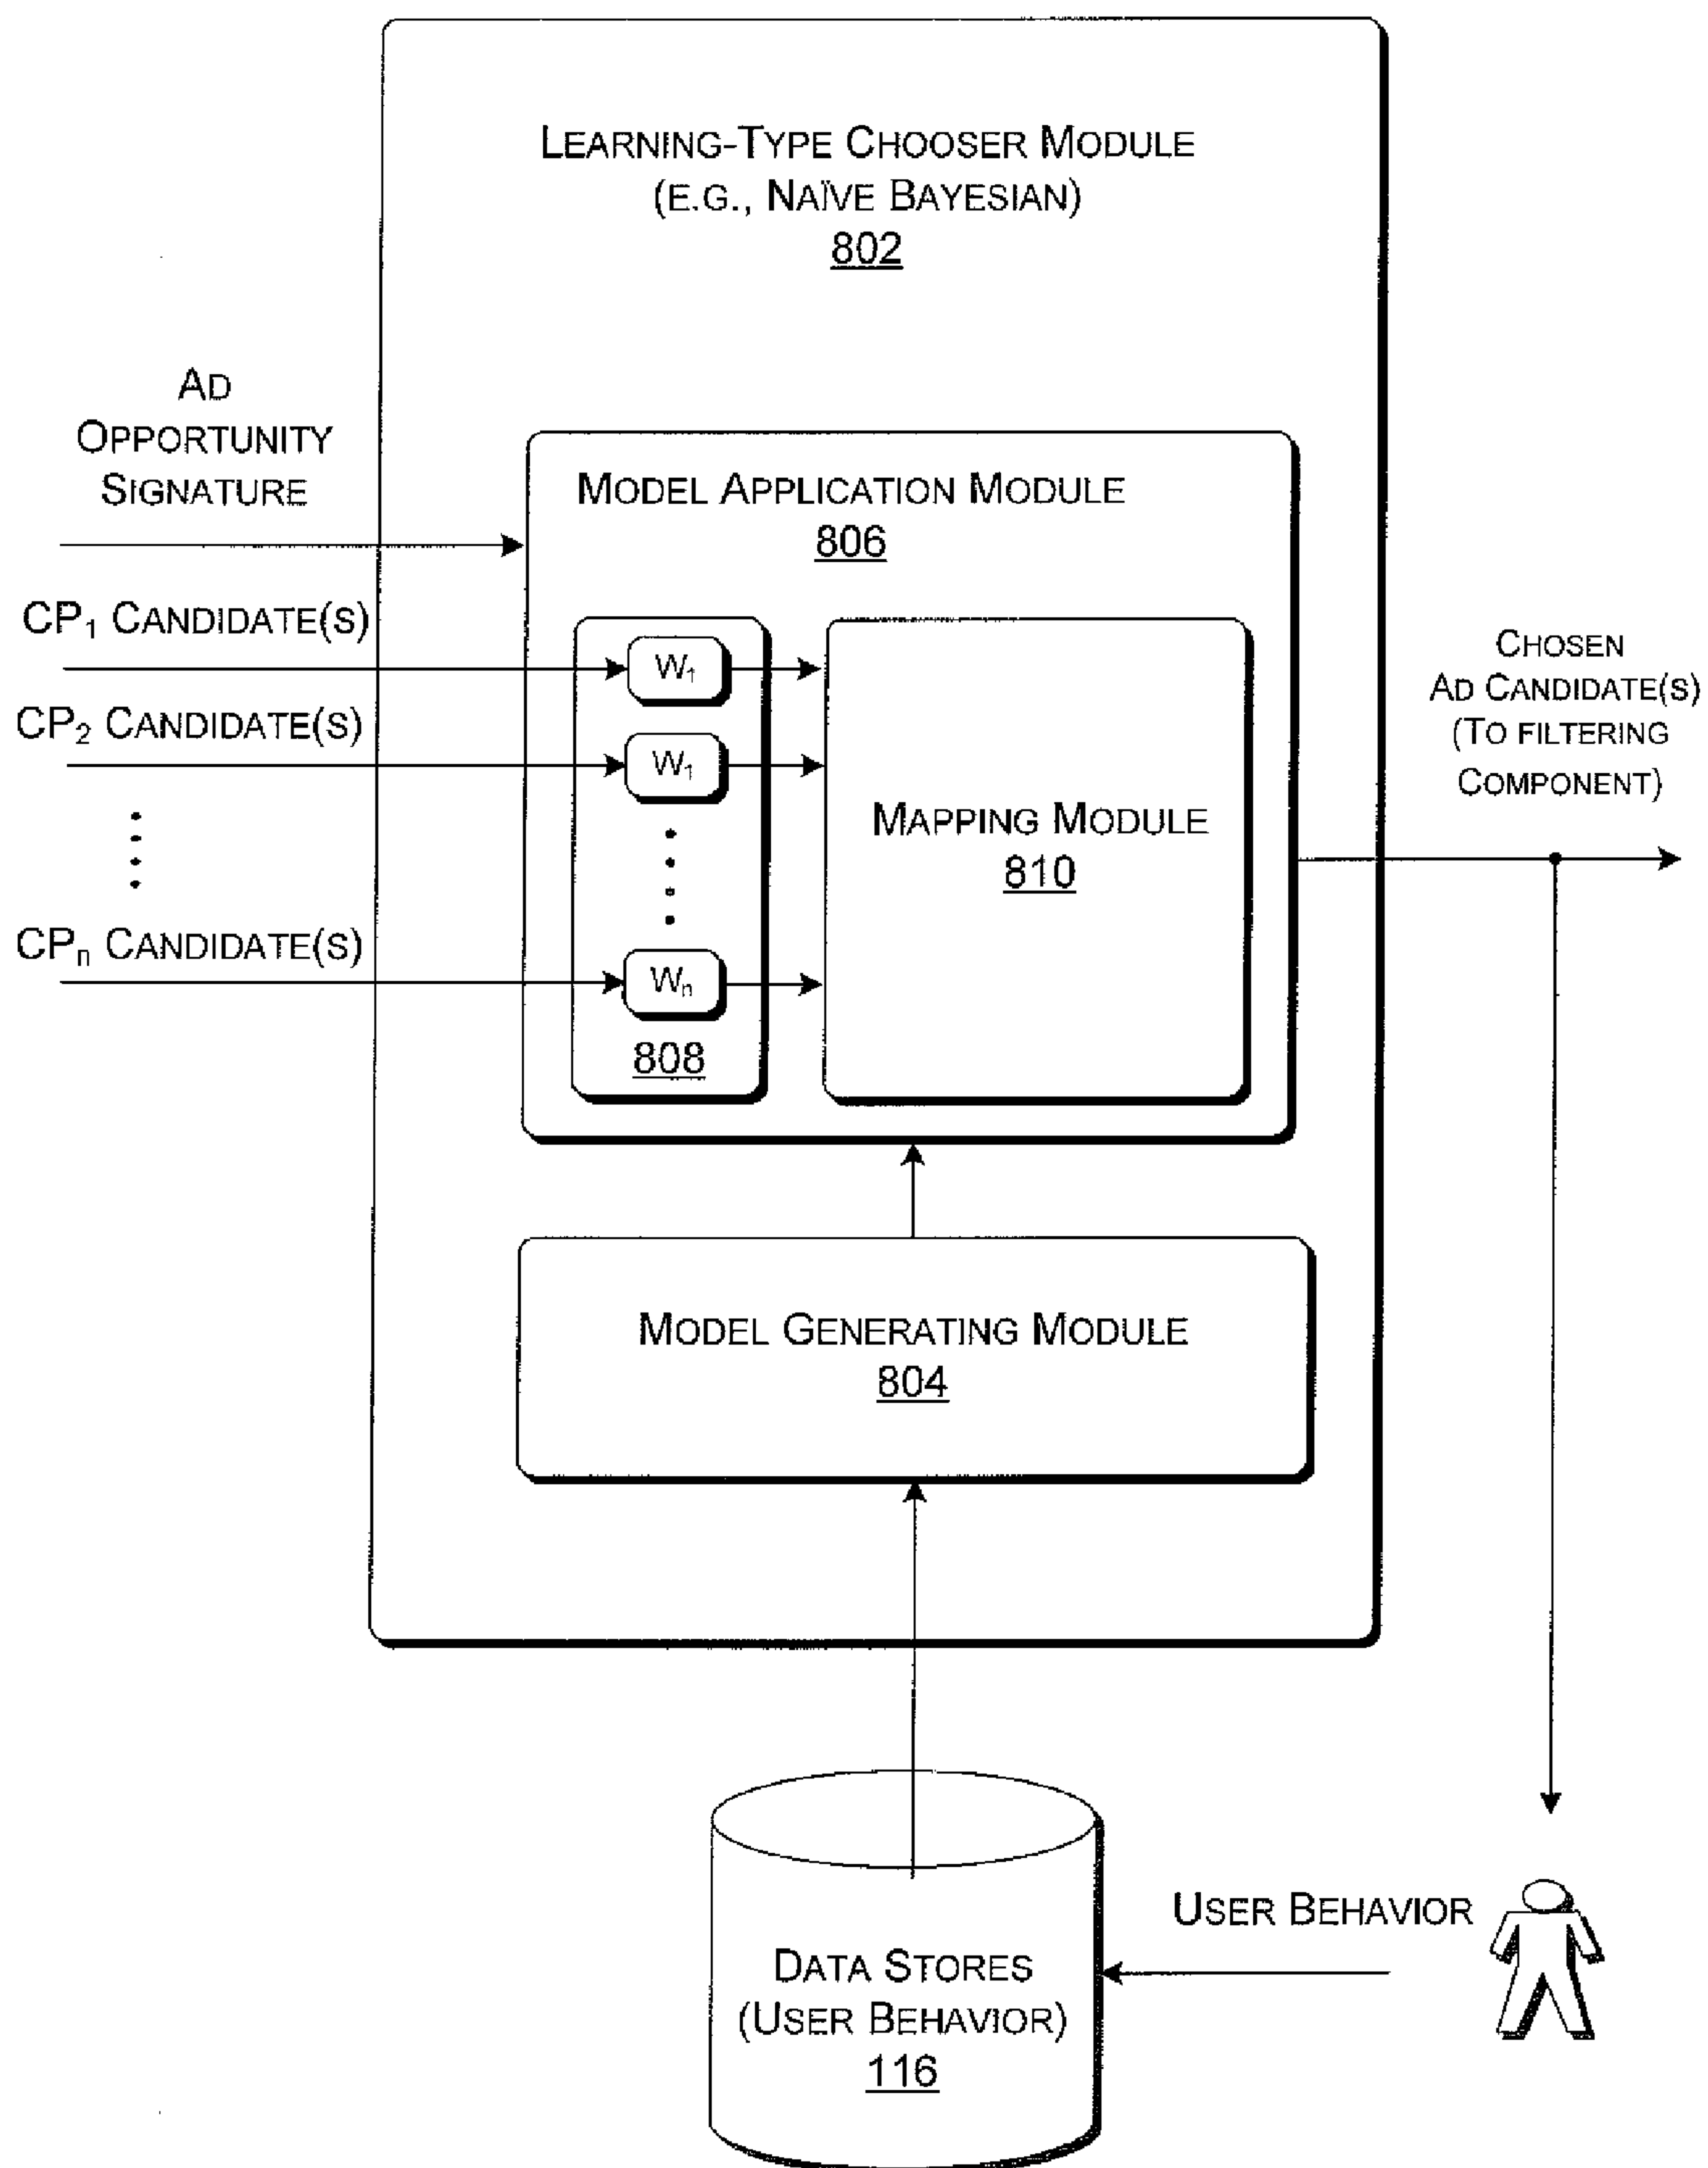 LEARNING-TYPE CHOOSER MODULE
(E.G., NAÏVE BAYESIAN)
802
AD
OPPORTUNITY
SIGNATURE
MODEL APPLICATION MODULE
806
CP₁ CANDIDATE(S)
W₁
CP₂ CANDIDATE(S)
W₁
CPₙ CANDIDATE(S)
Wₙ
808
MAPPING MODULE
810
CHOSEN
AD CANDIDATE(S)
(TO FILTERING
COMPONENT)
MODEL GENERATING MODULE
804
USER BEHAVIOR
DATA STORES
(USER BEHAVIOR)
116